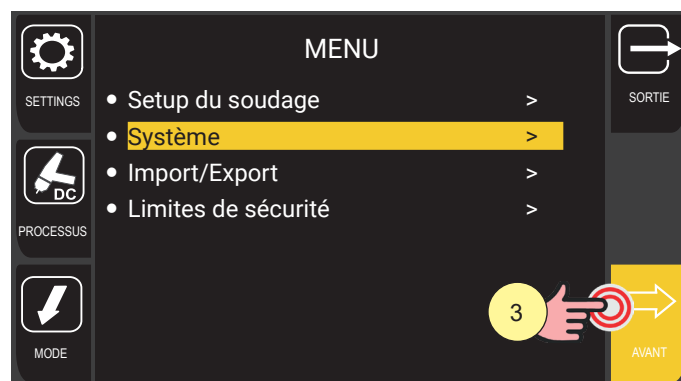 MENU
SETTINGS
SORTIE
• Setup du soudage >
• Système >
• Import/Export >
• Limites de sécurité >
DC
PROCESSUS
3
MODE
AVANT